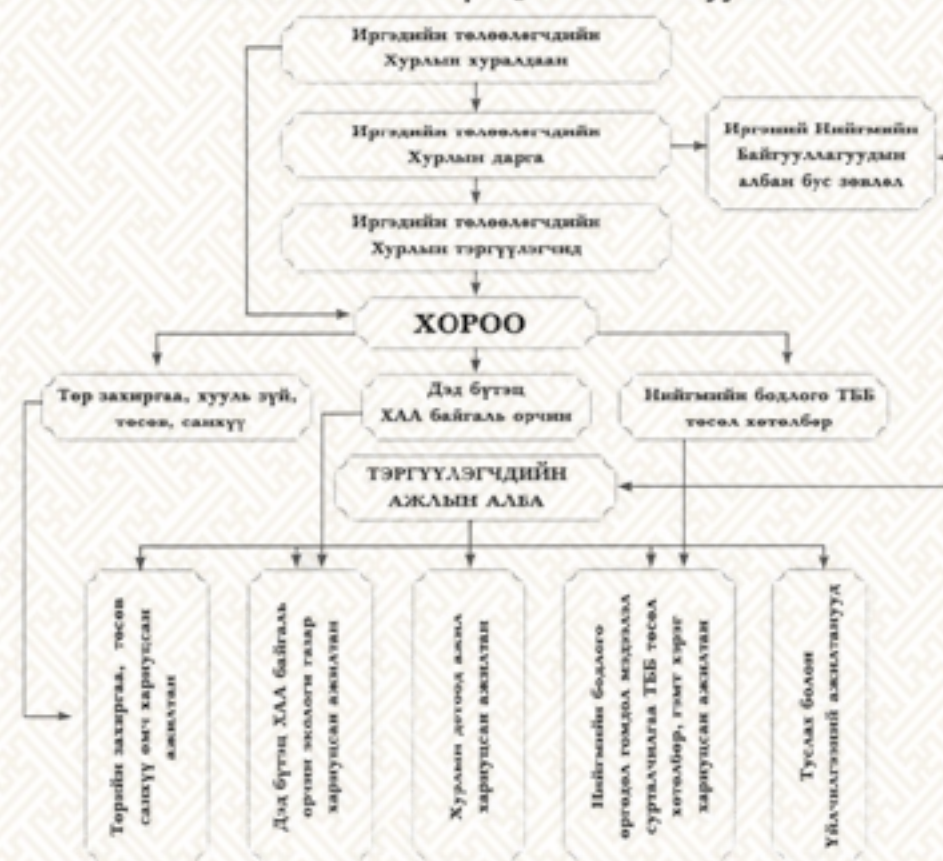 Иргэдийн төлөөлөгчдийн
Хурлын хуралдаан
Иргэдийн төлөөлөгчдийн
Хурлын дарга
Иргэний Нийгмийн
Байгууллагуудын
албан бус зөвлөл
Иргэдийн төлөөлөгчдийн
Хурлын тэргүүлэгчид
ХОРОО
Төр захиргаа, хууль зүй,
төсөв, санхүү
Дэд бүтэц
ХАА байгаль орчин
Нийгмийн бодлого ТББ
төсөл хөтөлбөр
ТЭРГҮҮЛЭГЧДИЙН
АЖЛЫН АЛБА
Төрийн захиргаа, төсөв
санхүү өмч хариуцсан
ажилтан
Дэд бүтэц ХАА байгаль
орчин экологи газар
хариуцсан ажилтан
Хурлын дотоод ажил
хариуцсан ажилтан
Нийгмийн бодлого
өргөдөл гомдол мэдээлэл
сурталчилгаа ТББ төсөл
хөтөлбөр, гэмт хэрэг
хариуцсан ажилтан
Туслах болон
Үйлчилгээний ажилтанууд